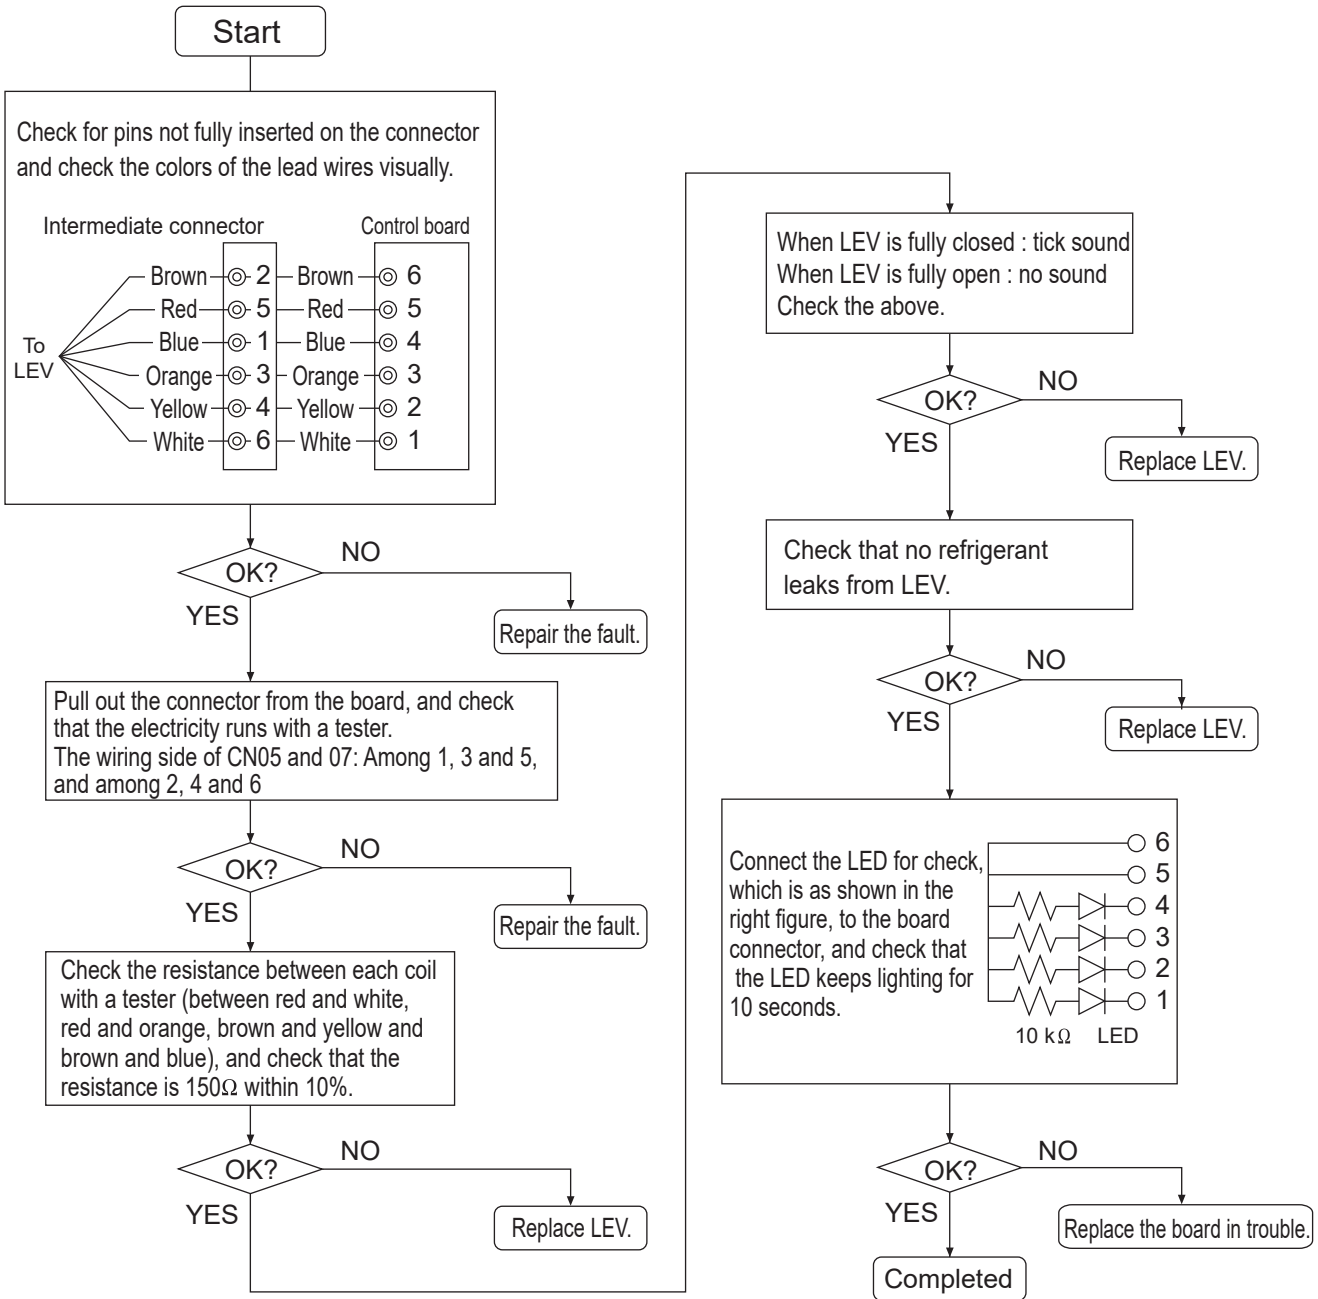 Start
Check for pins not fully inserted on the connector
and check the colors of the lead wires visually.
Intermediate connector Control board
Brown 2 Brown 6
Red 5 Red 5
Blue 1 Blue 4
To
LEV
Orange 3 Orange 3
Yellow 4 Yellow 2
White 6 White 1
OK?
NO
YES
Repair the fault.
Pull out the connector from the board, and check
that the electricity runs with a tester.
The wiring side of CN05 and 07: Among 1, 3 and 5,
and among 2, 4 and 6
OK?
NO
YES
Repair the fault.
Check the resistance between each coil
with a tester (between red and white,
red and orange, brown and yellow and
brown and blue), and check that the
resistance is 150Ω within 10%.
OK?
NO
YES
Replace LEV.
When LEV is fully closed : tick sound
When LEV is fully open : no sound
Check the above.
OK?
NO
YES
Replace LEV.
Check that no refrigerant
leaks from LEV.
OK?
NO
YES
Replace LEV.
Connect the LED for check,
which is as shown in the
right figure, to the board
connector, and check that
the LED keeps lighting for
10 seconds.
6
5
4
3
2
1
10 kΩ LED
OK?
NO
YES
Replace the board in trouble.
Completed